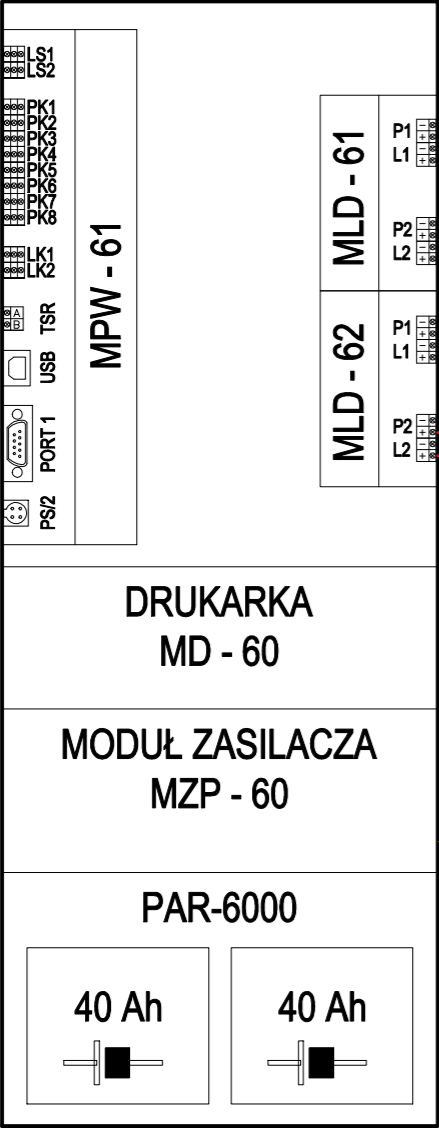 LS1
LS2
PK1
PK2
PK3
PK4
PK5
PK6
PK7
PK8
LK1
LK2
A
B
TSR
USB
PORT 1
PS/2
MPW - 61
MLD - 61
P1 - +
L1 - +
P2 - +
L2 - +
MLD - 62
P1 - +
L1 - +
P2 - +
L2 - +
DRUKARKA
MD - 60
MODUŁ ZASILACZA
MZP - 60
PAR-6000
40 Ah
40 Ah